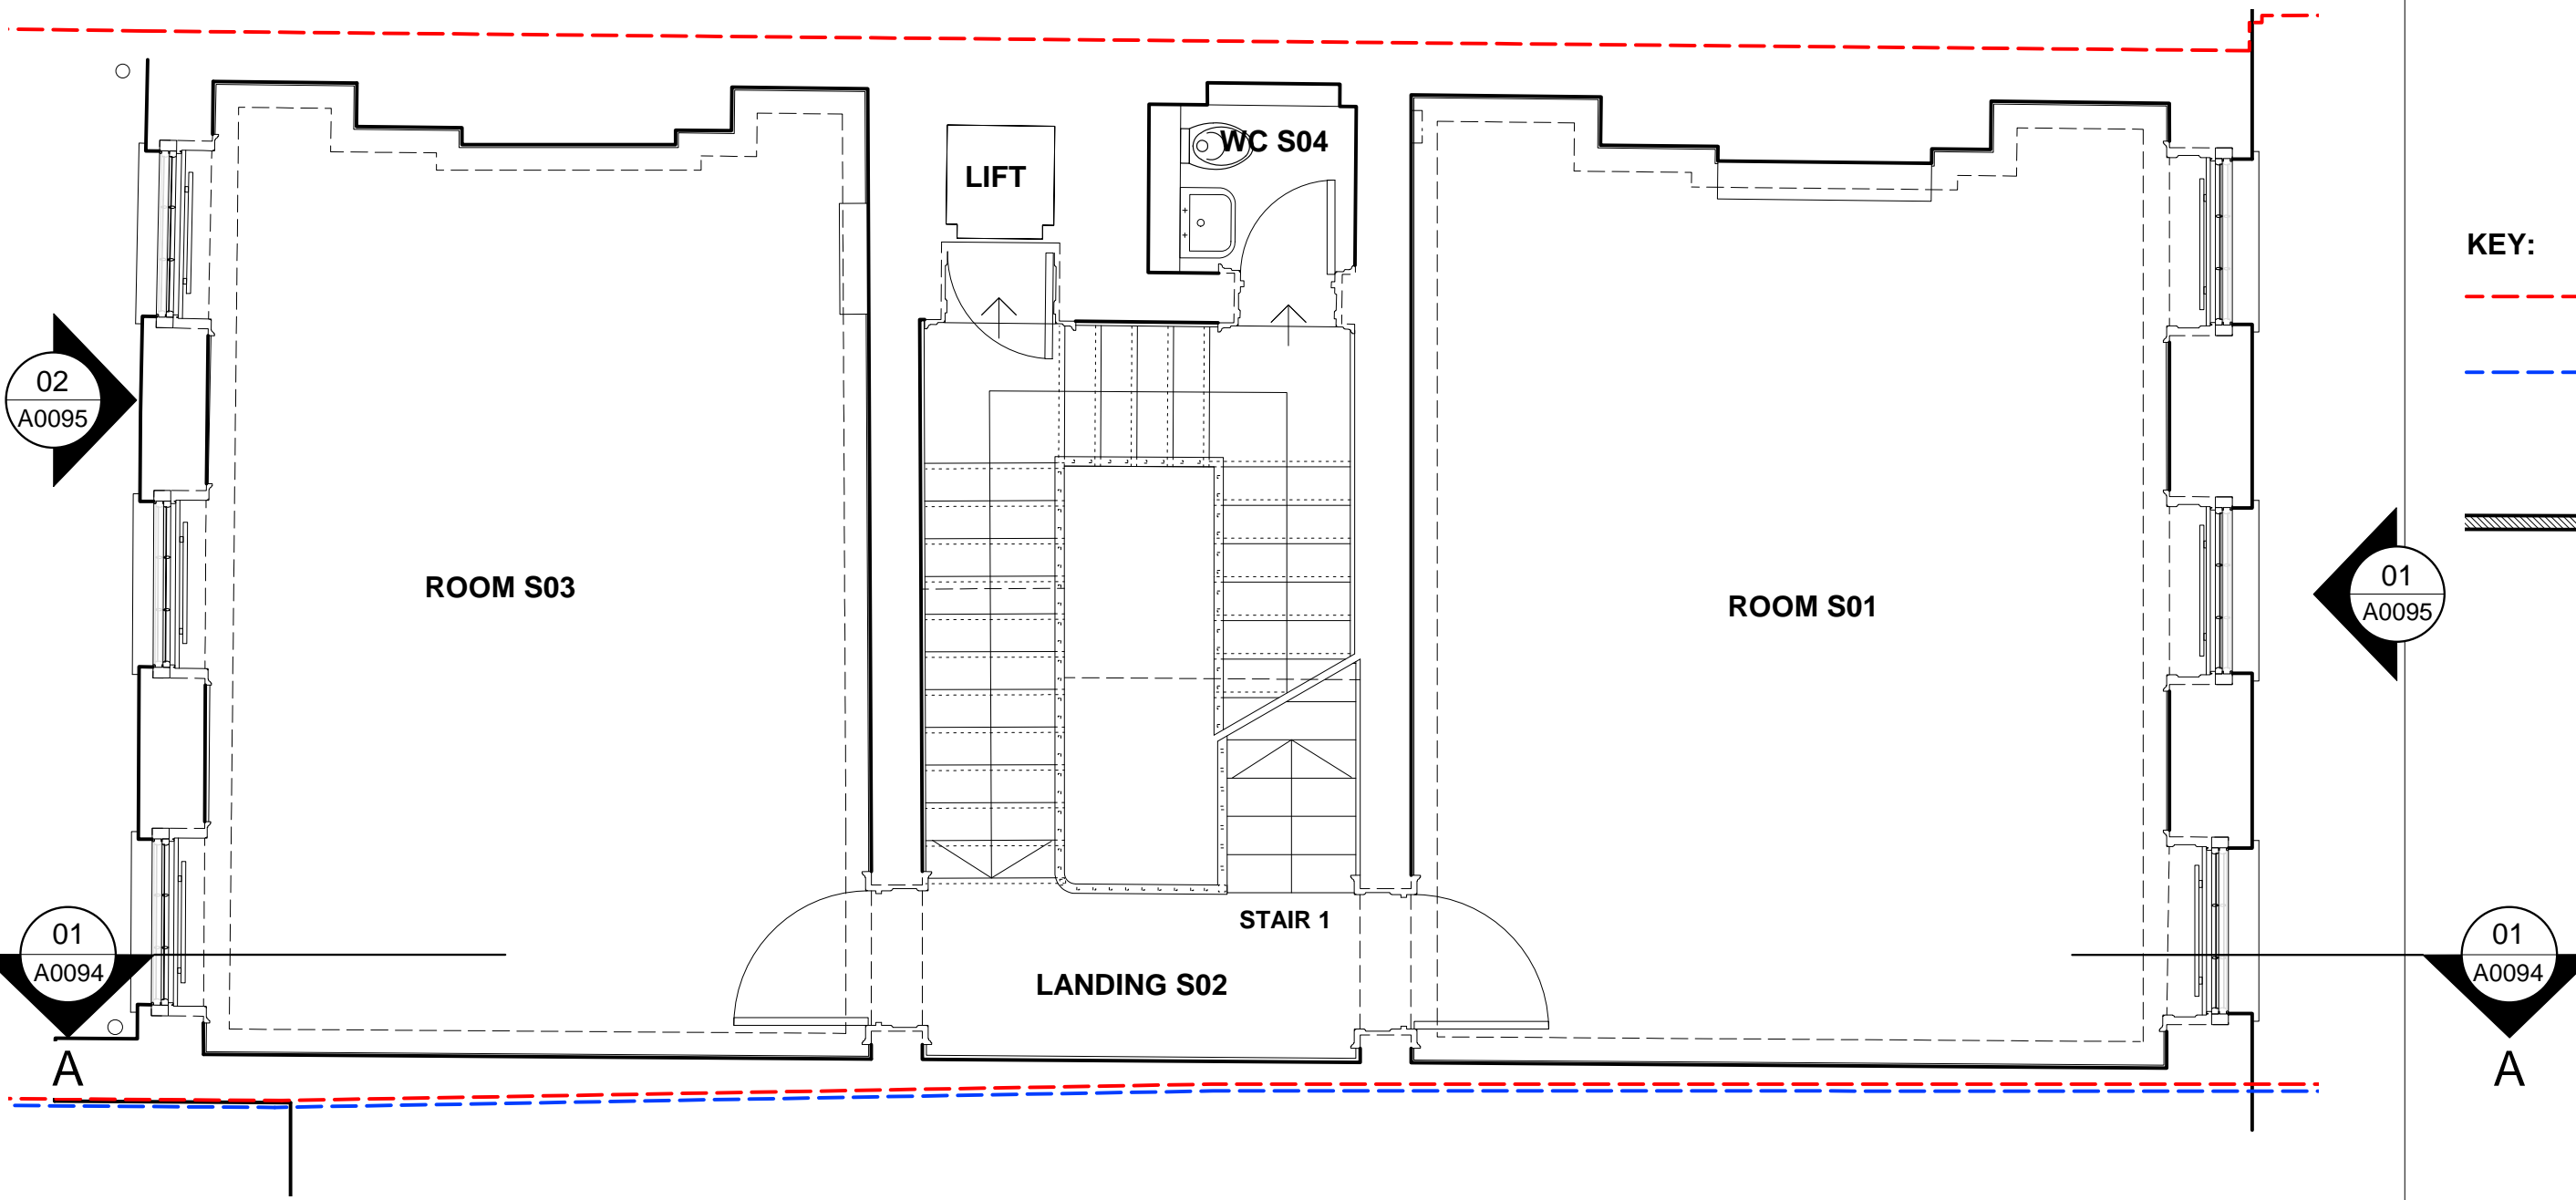 WC S04
LIFT
KEY:
02
A0095
ROOM S03
ROOM S01
01
A0095
STAIR 1
01
A0094
LANDING S02
01
A0094
A
A